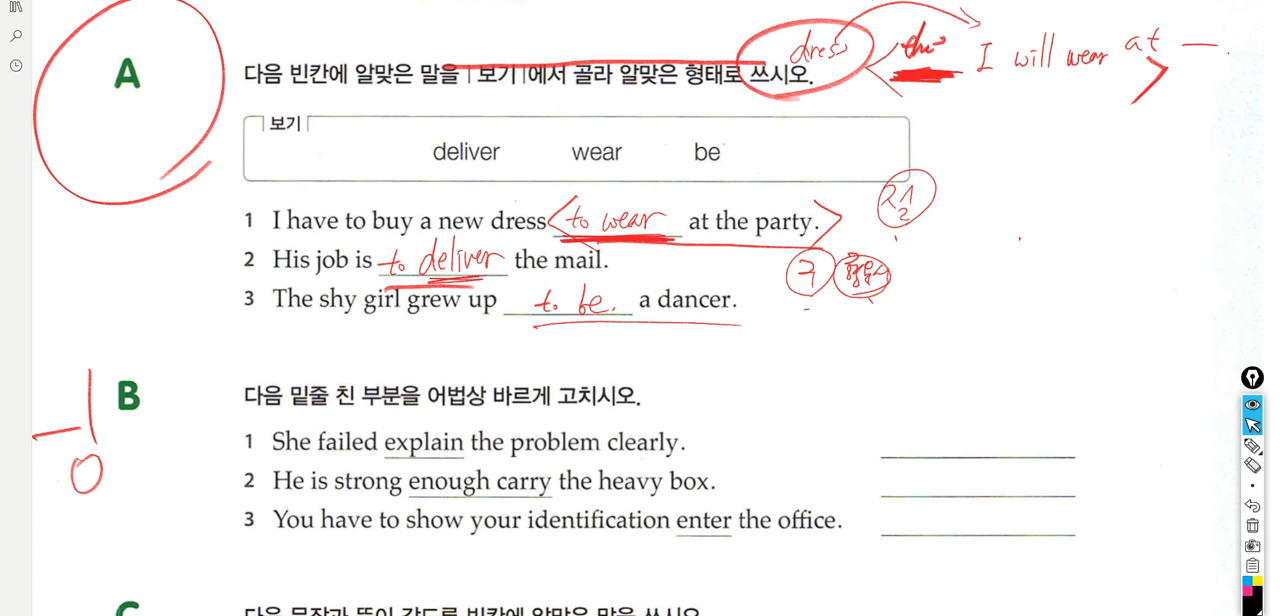 dress
I will wear at
A 다음 빈칸에 알맞은 말을 |보기|에서 골라 알맞은 형태로 쓰시오.
보기
deliver wear be
1 I have to buy a new dress to wear at the party.
2 His job is to deliver the mail.
3 The shy girl grew up to be a dancer.
B 다음 밑줄 친 부분을 어법상 바르게 고치시오.
1 She failed explain the problem clearly.
2 He is strong enough carry the heavy box.
3 You have to show your identification enter the office.